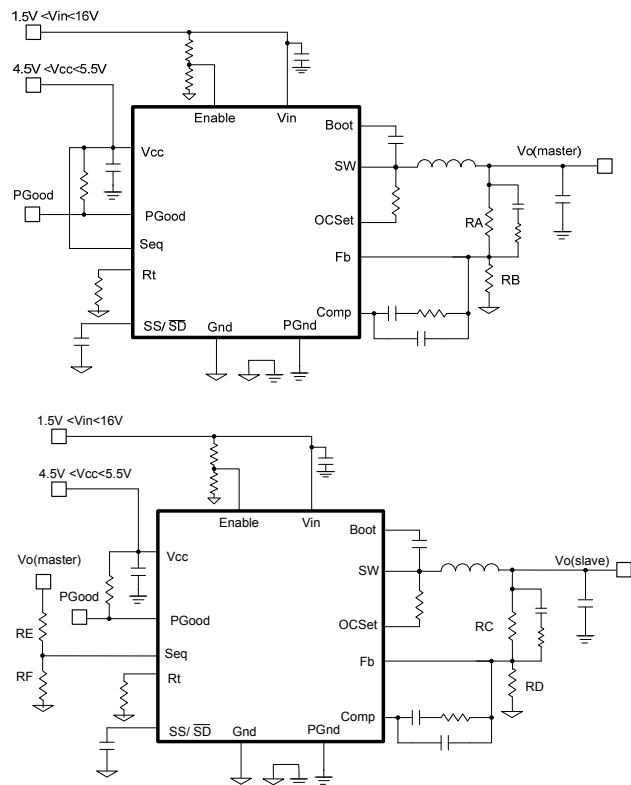 1.5V <Vin<16V
4.5V <Vcc<5.5V
Enable Vin
Boot
Vcc
Vo(master)
SW
PGood
PGood
OCSet
RA
Seq
Fb
Rt
RB
Comp
SS/ SD Gnd PGnd
1.5V <Vin<16V
4.5V <Vcc<5.5V
Enable Vin
Boot
Vo(master)
Vcc
Vo(slave)
SW
PGood
PGood
OCSet
RE
RC
Seq
Fb
RF
Rt
RD
Comp
SS/ SD Gnd PGnd